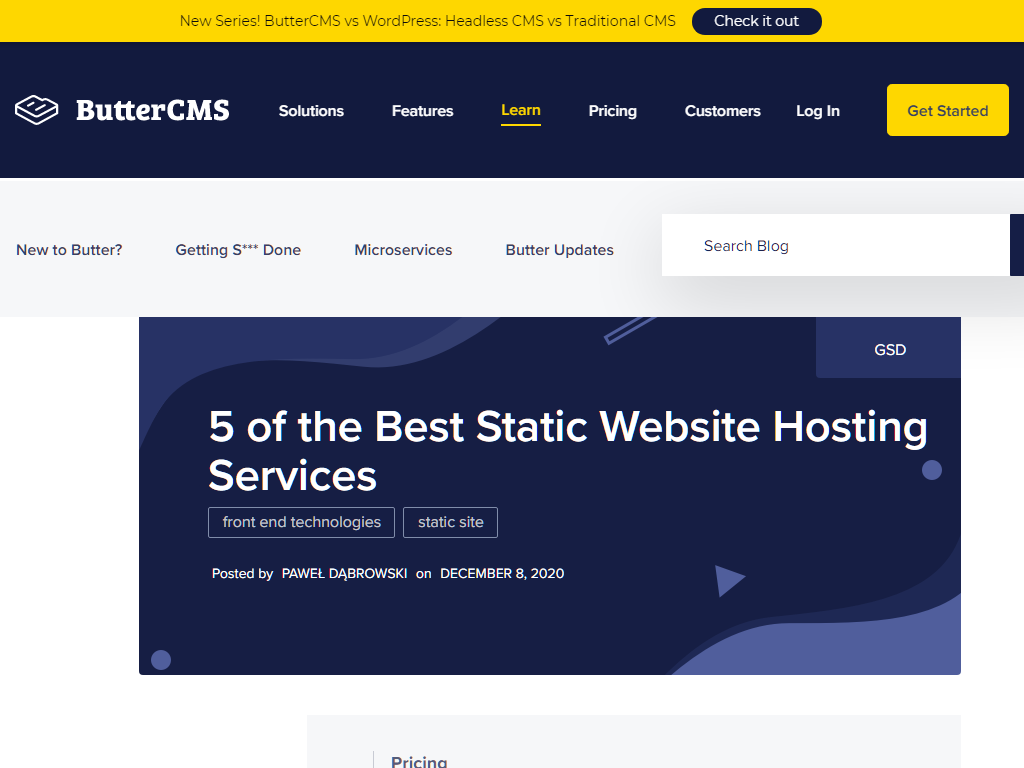 New Series! ButterCMS vs WordPress: Headless CMS vs Traditional CMS Check it out
ButterCMS Solutions Features Learn Pricing Customers Log In Get Started
New to Butter? Getting S*** Done Microservices Butter Updates Search Blog
GSD
5 of the Best Static Website Hosting
Services
front end technologies static site
Posted by PAWEŁ DĄBROWSKI on DECEMBER 8, 2020
Pricing